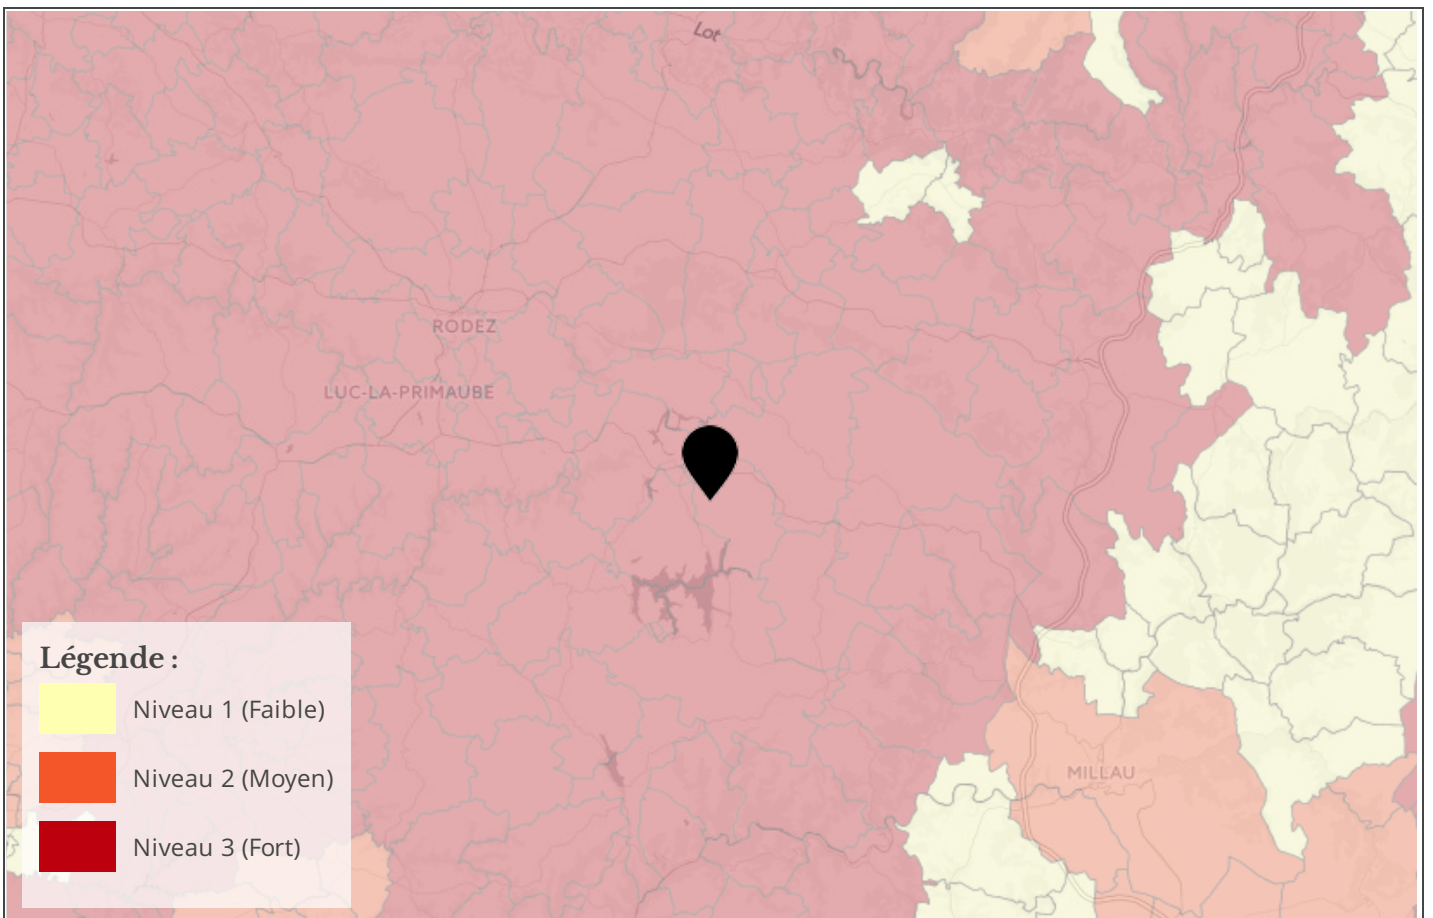 Lot
RODEZ
LUC-LA-PRIMAUBE
MILLAU
Légende :
Niveau 1 (Faible)
Niveau 2 (Moyen)
Niveau 3 (Fort)